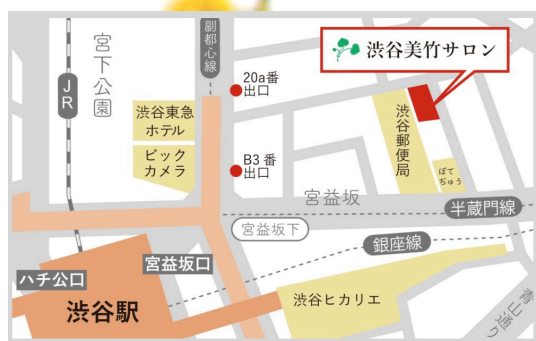 宮下公園
JR
副都心線
渋谷美竹サロン
20a番
出口
渋谷東急
ホテル
ビック
カメラ
B3 番
出口
渋谷郵便局
ぽて
ぢゅう
宮益坂
半蔵門線
宮益坂下
銀座線
宮益坂口
ハチ公口
渋谷駅
渋谷ヒカリエ
青山通り